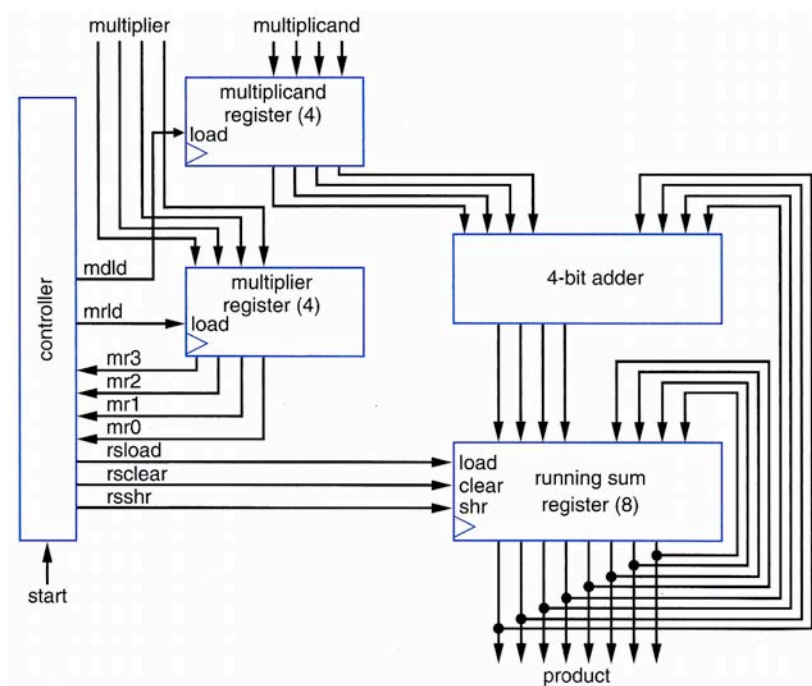 multiplier
multiplicand
multiplicand
register (4)
load
mdld
controller
4-bit adder
multiplier
register (4)
mrld
load
mr3
mr2
mr1
mr0
rsload
rsclear
rsshr
load
clear
shr
running sum
register (8)
start
product